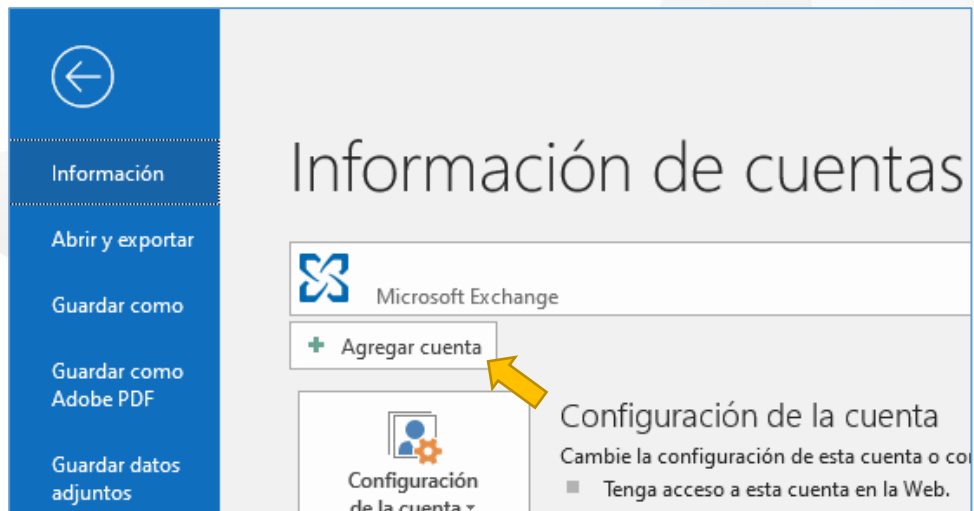 Información
Abrir y exportar
Guardar como
Guardar como
Adobe PDF
Guardar datos
adjuntos
Información de cuentas
Microsoft Exchange
+ Agregar cuenta
Configuración
de la cuenta
Configuración de la cuenta
Cambie la configuración de esta cuenta o
Tenga acceso a esta cuenta en la Web.